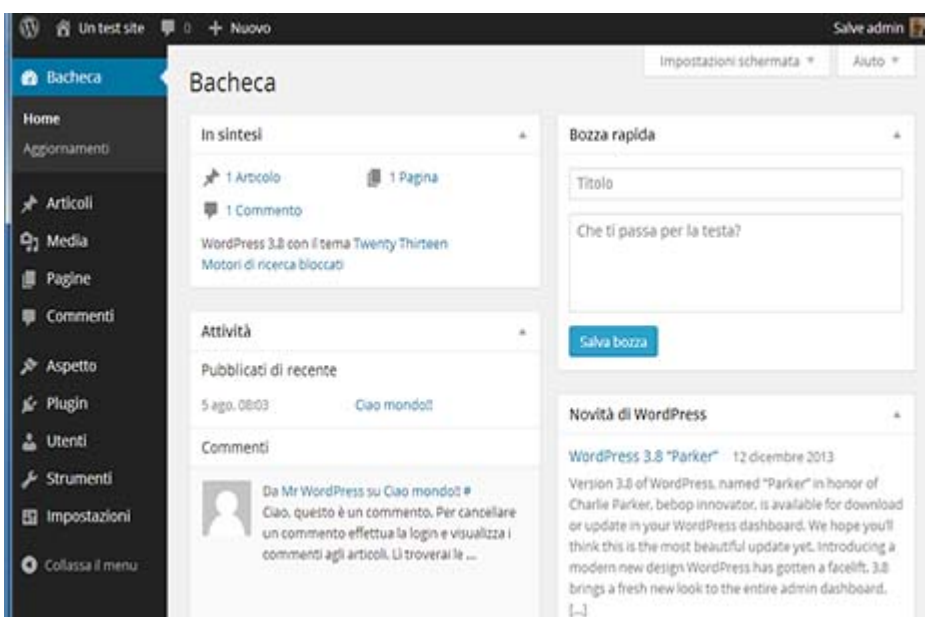 Un test site 0 + Nuovo Salve admin
Impostazioni schermata Aiuto
Bacheca
Home
Aggiornamenti
Articoli
Media
Pagine
Commenti
Aspetto
Plugin
Utenti
Strumenti
Impostazioni
Collassa il menu
Bacheca
In sintesi
1 Articolo 1 Pagina
1 Commento
WordPress 3.8 con il tema Twenty Thirteen
Motori di ricerca bloccati
Attività
Pubblicati di recente
5 ago, 08:03 Ciao mondo!!
Commenti
Da Mr WordPress su Ciao mondo!! #
Ciao, questo è un commento. Per cancellare
un commento effettua la login e visualizza i
commenti agli articoli. Lì troverai le ...
Bozza rapida
Titolo
Che ti passa per la testa?
Salva bozza
Novità di WordPress
WordPress 3.8 "Parker" 12 dicembre 2013
Version 3.8 of WordPress, named "Parker" in honor of
Charlie Parker, bebop innovator, is available for download
or update in your WordPress dashboard. We hope you'll
think this is the most beautiful update yet. Introducing a
modern new design WordPress has gotten a facelift. 3.8
brings a fresh new look to the entire admin dashboard.
[...]